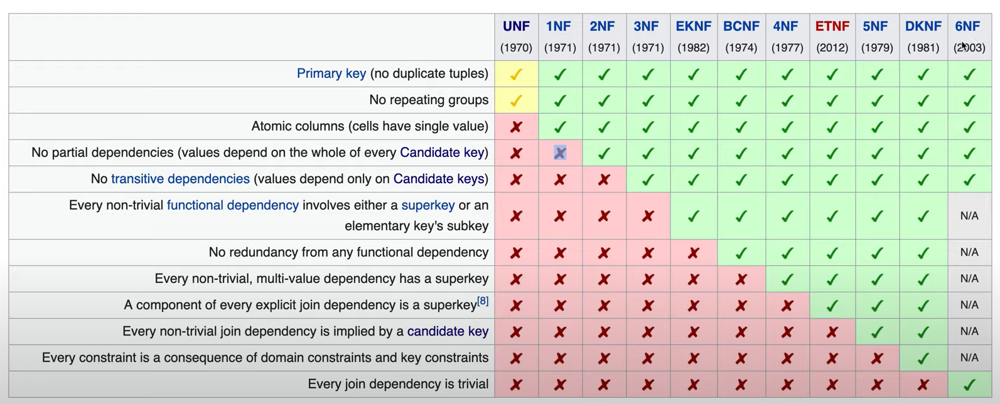 UNF 1NF 2NF 3NF EKNF BCNF 4NF ETNF 5NF DKNF 6NF
(1970) (1971) (1971) (1971) (1982) (1974) (1977) (2012) (1979) (1981) (2003)
Primary key (no duplicate tuples) ✓ ✓ ✓ ✓ ✓ ✓ ✓ ✓ ✓ ✓ ✓
No repeating groups ✓ ✓ ✓ ✓ ✓ ✓ ✓ ✓ ✓ ✓ ✓
Atomic columns (cells have single value) ✗ ✓ ✓ ✓ ✓ ✓ ✓ ✓ ✓ ✓ ✓
No partial dependencies (values depend on the whole of every Candidate key) ✗ ✗ ✓ ✓ ✓ ✓ ✓ ✓ ✓ ✓ ✓
No transitive dependencies (values depend only on Candidate keys) ✗ ✗ ✗ ✓ ✓ ✓ ✓ ✓ ✓ ✓ ✓
Every non-trivial functional dependency involves either a superkey or an
elementary key's subkey ✗ ✗ ✗ ✗ ✓ ✓ ✓ ✓ ✓ ✓ N/A
No redundancy from any functional dependency ✗ ✗ ✗ ✗ ✗ ✓ ✓ ✓ ✓ ✓ N/A
Every non-trivial, multi-value dependency has a superkey ✗ ✗ ✗ ✗ ✗ ✗ ✓ ✓ ✓ ✓ N/A
A component of every explicit join dependency is a superkey[8] ✗ ✗ ✗ ✗ ✗ ✗ ✗ ✓ ✓ ✓ N/A
Every non-trivial join dependency is implied by a candidate key ✗ ✗ ✗ ✗ ✗ ✗ ✗ ✗ ✓ ✓ N/A
Every constraint is a consequence of domain constraints and key constraints ✗ ✗ ✗ ✗ ✗ ✗ ✗ ✗ ✗ ✓ N/A
Every join dependency is trivial ✗ ✗ ✗ ✗ ✗ ✗ ✗ ✗ ✗ ✗ ✓